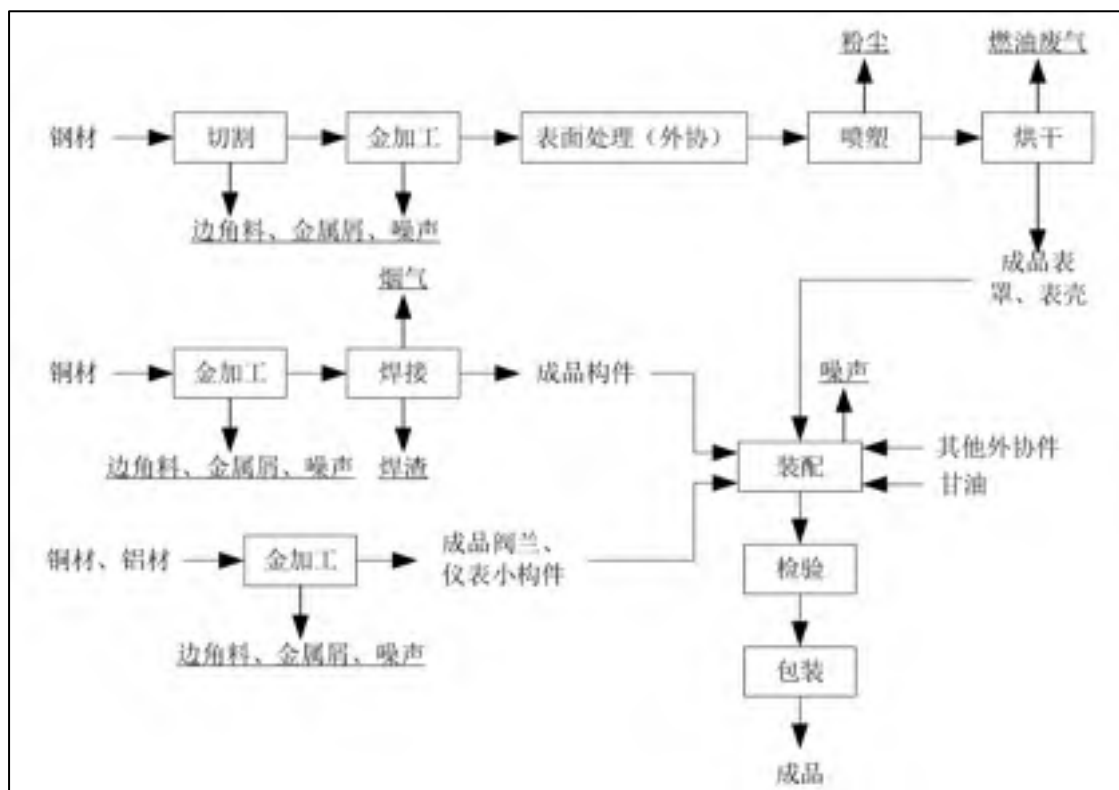 粉尘
燃油废气
钢材
切割
金加工
表面处理（外协）
喷塑
烘干
边角料、金属屑、噪声
成品表
罩、表壳
烟气
铜材
金加工
焊接
成品构件
噪声
边角料、金属屑、噪声
焊渣
其他外协件
装配
甘油
铜材、铝材
金加工
成品阀兰、
仪表小构件
检验
边角料、金属屑、噪声
包装
成品